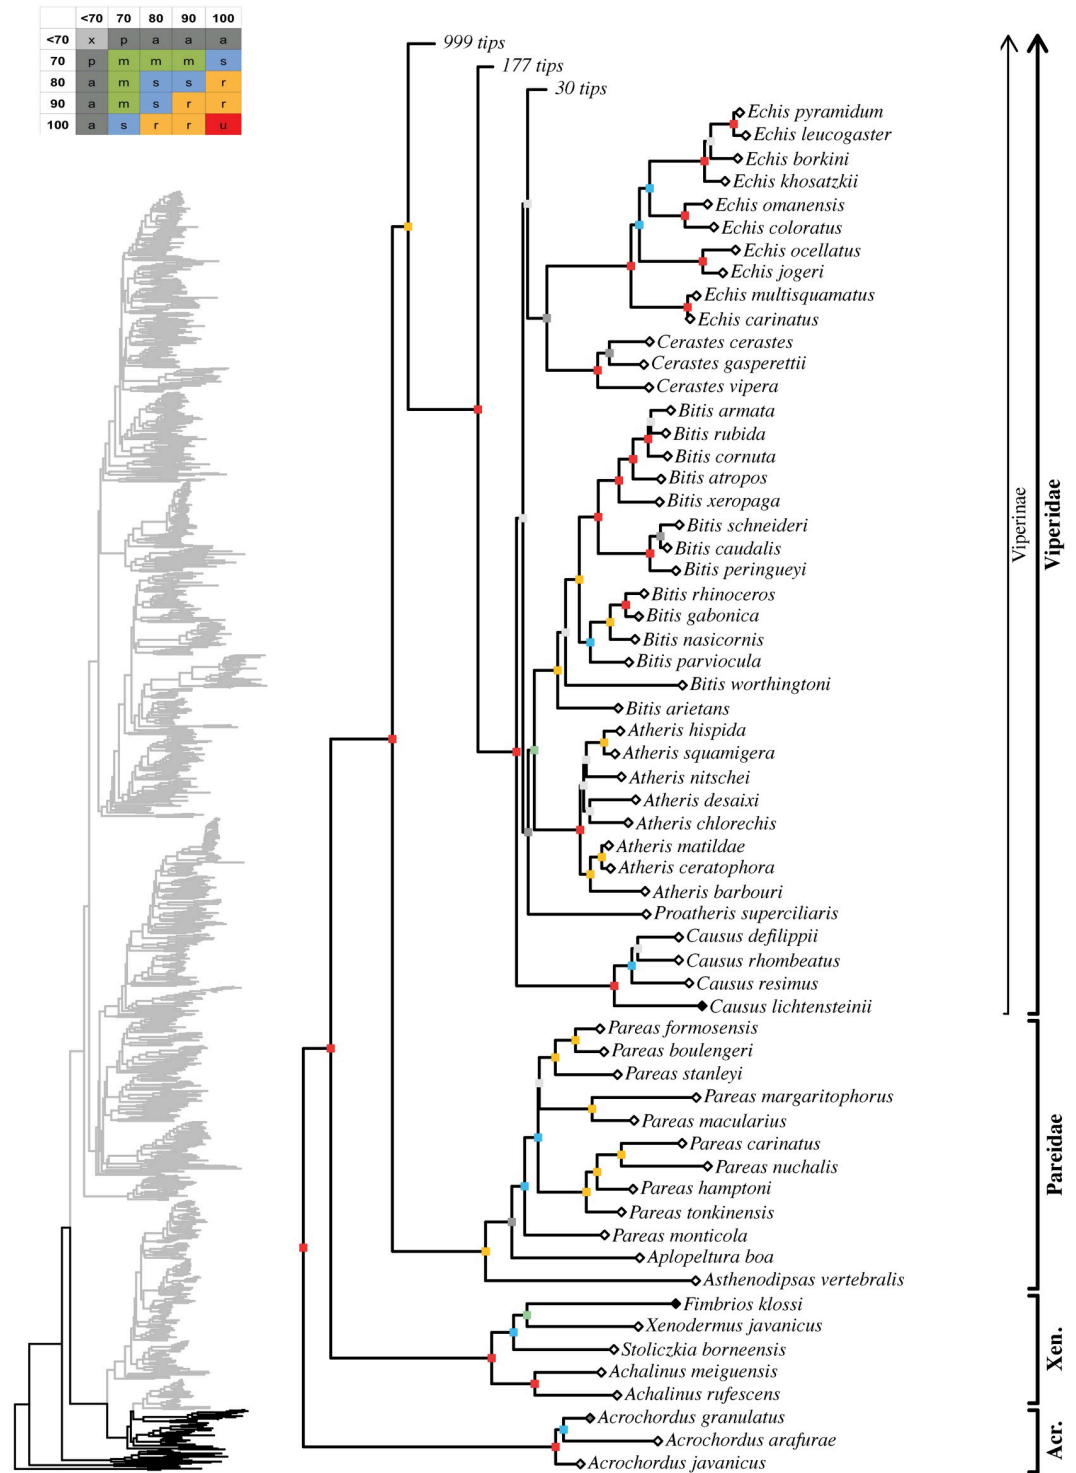 <70 70 80 90 100
<70 x p a a a
70 p m m m s
80 a m s s r
90 a m s r r
100 a s r r u
999 tips
177 tips
30 tips
Echis pyramidum
Echis leucogaster
Echis borkini
Echis khosatzkii
Echis omanensis
Echis coloratus
Echis ocellatus
Echis jogeri
Echis multisquamatus
Echis carinatus
Cerastes cerastes
Cerastes gasperettii
Cerastes vipera
Bitis armata
Bitis rubida
Bitis cornuta
Bitis atropos
Bitis xeropaga
Bitis schneideri
Bitis caudalis
Bitis peringueyi
Bitis rhinoceros
Bitis gabonica
Bitis nasicornis
Bitis parviocula
Bitis worthingtoni
Bitis arietans
Atheris hispida
Atheris squamigera
Atheris nitschei
Atheris desaixi
Atheris chlorechis
Atheris matildae
Atheris ceratophora
Atheris barbouri
Proatheris superciliaris
Causus defilippii
Causus rhombeatus
Causus resimus
Causus lichtensteinii
Pareas formosensis
Pareas boulengeri
Pareas stanleyi
Pareas margaritophorus
Pareas macularius
Pareas carinatus
Pareas nuchalis
Pareas hamptoni
Pareas tonkinensis
Pareas monticola
Aplopeltura boa
Asthenodipsas vertebralis
Fimbrios klossi
Xenodermus javanicus
Stoliczkia borneensis
Achalinus meiguensis
Achalinus rufescens
Acrochordus granulatus
Acrochordus arafurae
Acrochordus javanicus
Viperinae
Viperidae
Pareidae
Xen.
Acr.